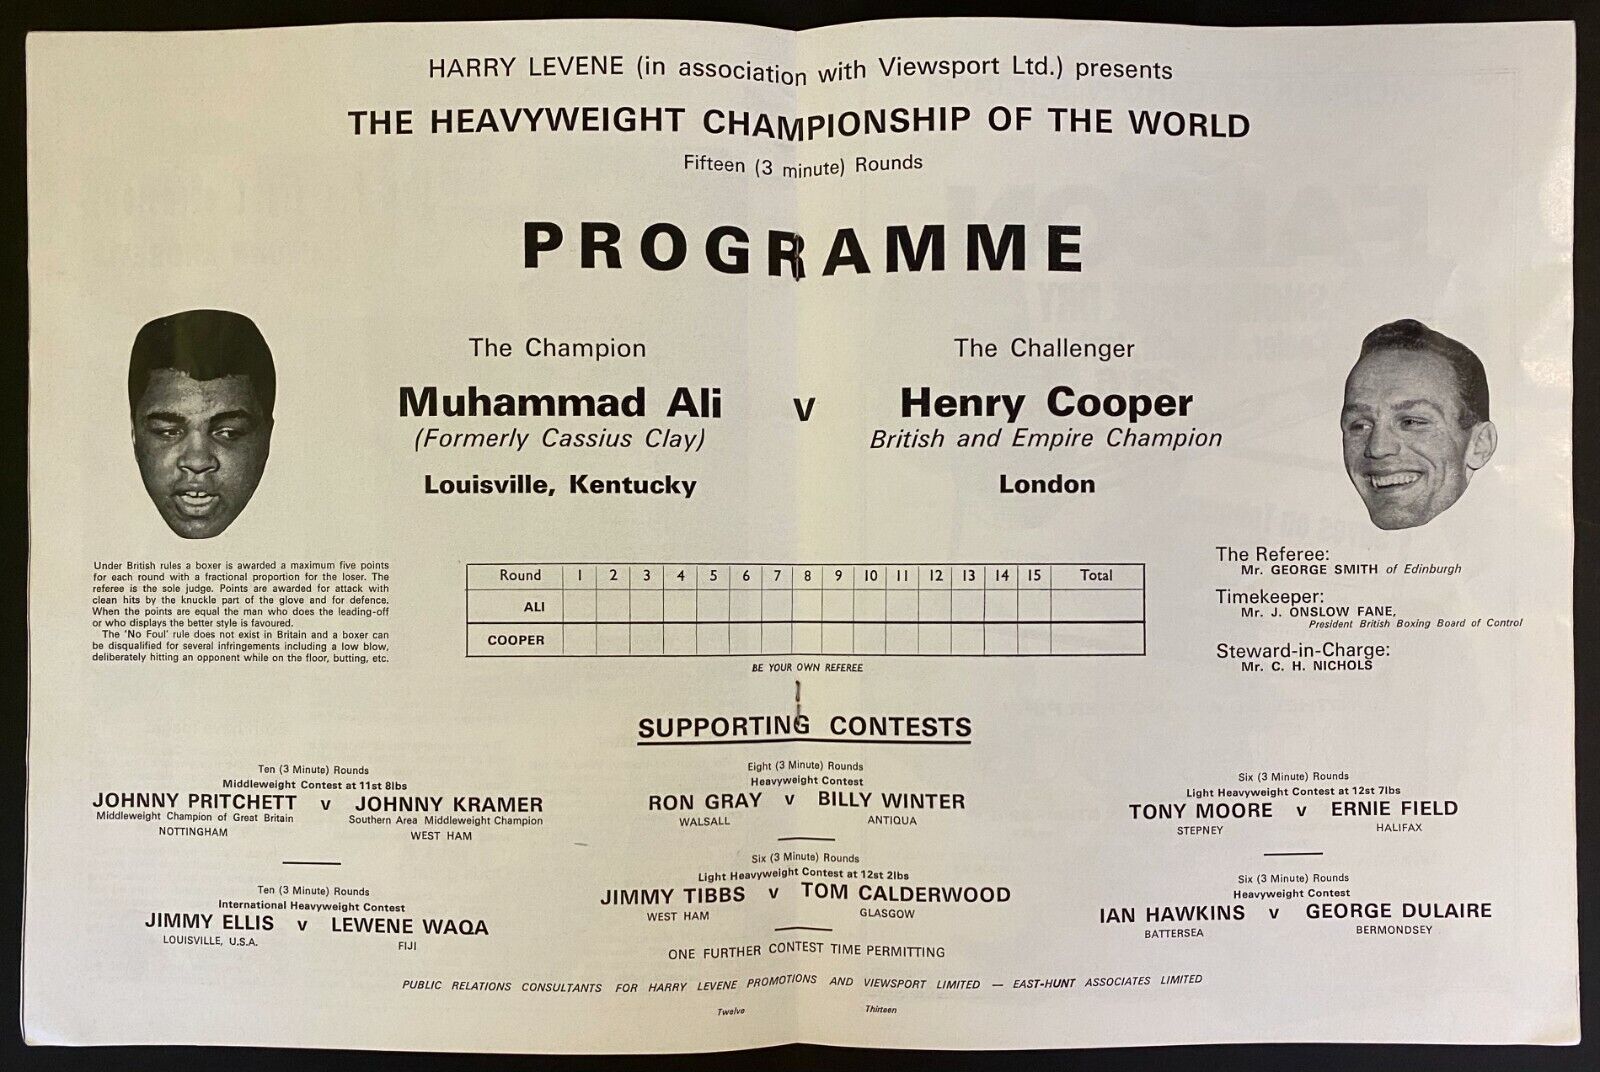 HARRY LEVENE (in association with Viewsport Ltd.) presents
THE HEAVYWEIGHT CHAMPIONSHIP OF THE WORLD
Fifteen (3 minute) Rounds
PROGRAMME
The Champion
Muhammad Ali
(Formerly Cassius Clay)
Louisville, Kentucky
v
The Challenger
Henry Cooper
British and Empire Champion
London
Under British rules a boxer is awarded a maximum five points
for each round with a fractional proportion for the loser. The
referee is the sole judge. Points are awarded for attack with
clean hits by the knuckle part of the glove and for defence.
When the points are equal the man who does the leading-off
or who displays the better style is favoured.
The 'No Foul' rule does not exist in Britain and a boxer can
be disqualified for several infringements including a low blow,
deliberately hitting an opponent while on the floor, butting, etc.
Round 1 2 3 4 5 6 7 8 9 10 11 12 13 14 15 Total
ALI
COOPER
BE YOUR OWN REFEREE
The Referee:
Mr. GEORGE SMITH of Edinburgh
Timekeeper:
Mr. J. ONSLOW FANE,
President British Boxing Board of Control
Steward-in-Charge:
Mr. C. H. NICHOLS
SUPPORTING CONTESTS
Ten (3 Minute) Rounds
Middleweight Contest at 11st 8lbs
JOHNNY PRITCHETT v JOHNNY KRAMER
Middleweight Champion of Great Britain Southern Area Middleweight Champion
NOTTINGHAM WEST HAM
Ten (3 Minute) Rounds
International Heavyweight Contest
JIMMY ELLIS v LEWENE WAQA
LOUISVILLE, U.S.A. FIJI
Eight (3 Minute) Rounds
Heavyweight Contest
RON GRAY v BILLY WINTER
WALSALL ANTIQUA
Six (3 Minute) Rounds
Light Heavyweight Contest at 12st 2lbs
JIMMY TIBBS v TOM CALDERWOOD
WEST HAM GLASGOW
ONE FURTHER CONTEST TIME PERMITTING
Six (3 Minute) Rounds
Light Heavyweight Contest at 12st 7lbs
TONY MOORE v ERNIE FIELD
STEPNEY HALIFAX
Six (3 Minute) Rounds
Heavyweight Contest
IAN HAWKINS v GEORGE DULAIRE
BATTERSEA BERMONDSEY
PUBLIC RELATIONS CONSULTANTS FOR HARRY LEVENE PROMOTIONS AND VIEWSPORT LIMITED — EAST-HUNT ASSOCIATES LIMITED
Twelve Thirteen